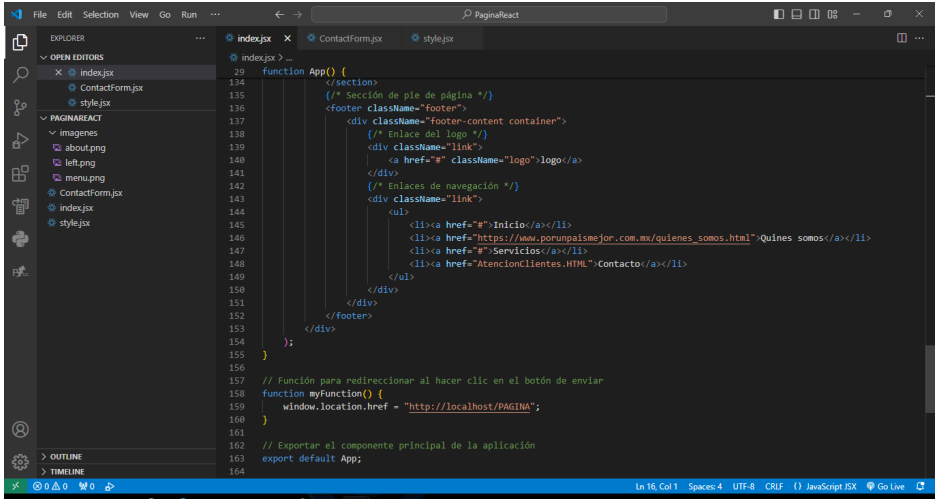 File Edit Selection View Go Run ···
PaginaReact
EXPLORER ···
OPEN EDITORS
index.jsx
ContactForm.jsx
style.jsx
PAGINAREACT
imagenes
about.png
left.png
menu.png
ContactForm.jsx
index.jsx
style.jsx
OUTLINE
TIMELINE
index.jsx ContactForm.jsx style.jsx
index.jsx > ...
29 function App() {
134 </section>
135 {/* Sección de pie de página */}
136 <footer className="footer">
137 <div className="footer-content container">
138 {/* Enlace del logo */}
139 <div className="link">
140 <a href="#" className="logo">logo</a>
141 </div>
142 {/* Enlaces de navegación */}
143 <div className="link">
144 <ul>
145 <li><a href="#">Inicio</a></li>
146 <li><a href="https://www.porunpaismejor.com.mx/quienes_somos.html">Quines somos</a></li>
147 <li><a href="#">Servicios</a></li>
148 <li><a href="AtencionClientes.HTML">Contacto</a></li>
149 </ul>
150 </div>
151 </div>
152 </footer>
153 </div>
154 );
155 }
156
157 // Función para redireccionar al hacer clic en el botón de enviar
158 function myFunction() {
159 window.location.href = "http://localhost/PAGINA";
160 }
161
162 // Exportar el componente principal de la aplicación
163 export default App;
164
0 0 0 Ln 16, Col 1 Spaces: 4 UTF-8 CRLF {} JavaScript JSX Go Live